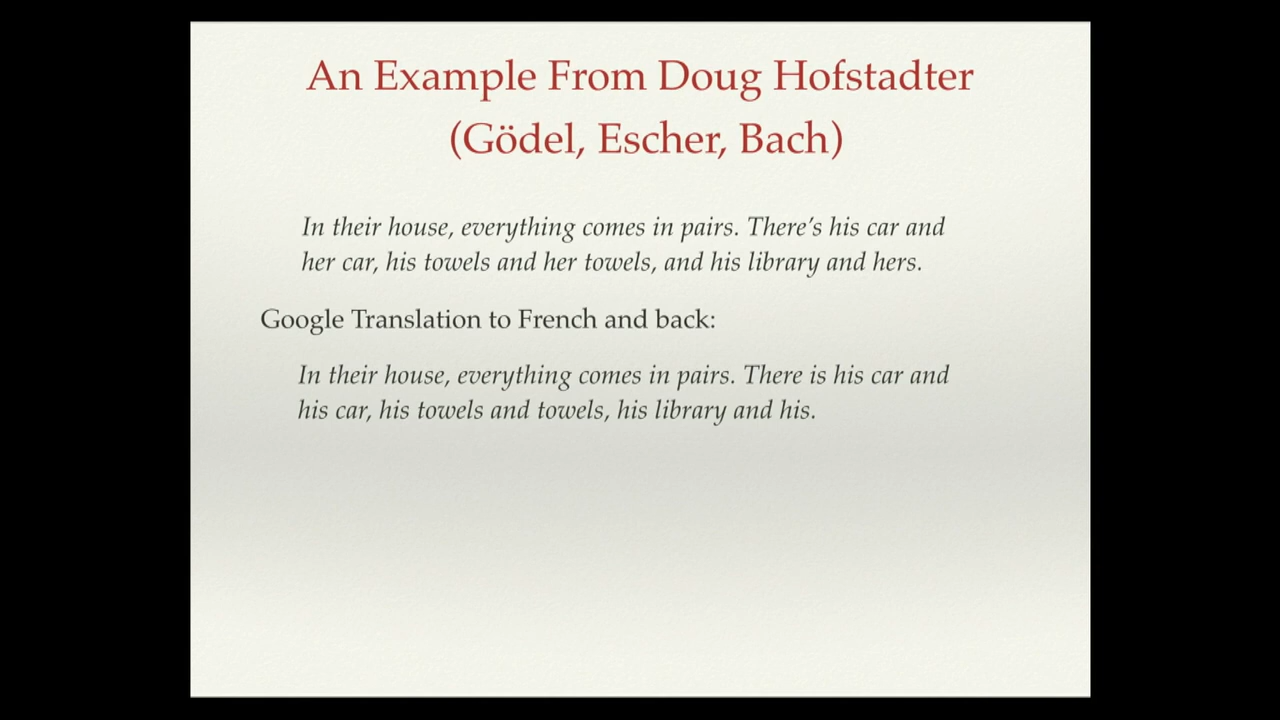 An Example From Doug Hofstadter
(Gödel, Escher, Bach)
In their house, everything comes in pairs. There’s his car and
her car, his towels and her towels, and his library and hers.
Google Translation to French and back:
In their house, everything comes in pairs. There is his car and
his car, his towels and towels, his library and his.